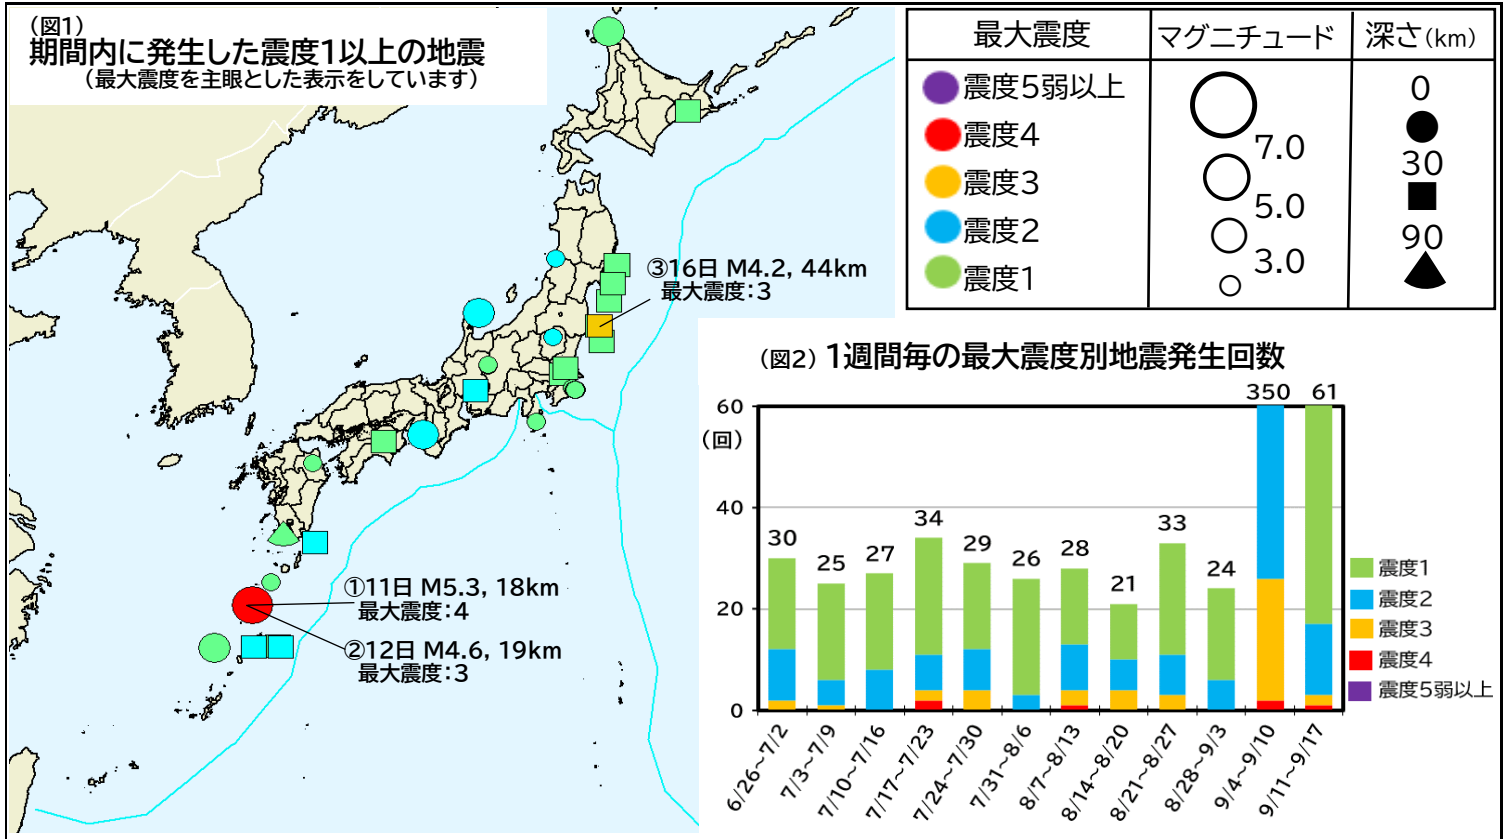 (図1)
期間内に発生した震度1以上の地震
(最大震度を主眼とした表示をしています)
最大震度
マグニチュード
深さ(km)
震度5弱以上
震度4
震度3
震度2
震度1
7.0
5.0
3.0
0
30
90
③16日 M4.2, 44km
最大震度:3
①11日 M5.3, 18km
最大震度:4
②12日 M4.6, 19km
最大震度:3
(図2) 1週間毎の最大震度別地震発生回数
60
(回)
40
20
0
30
25
27
34
29
26
28
21
33
24
350
61
6/26~7/2
7/3~7/9
7/10~7/16
7/17~7/23
7/24~7/30
7/31~8/6
8/7~8/13
8/14~8/20
8/21~8/27
8/28~9/3
9/4~9/10
9/11~9/17
震度1
震度2
震度3
震度4
震度5弱以上